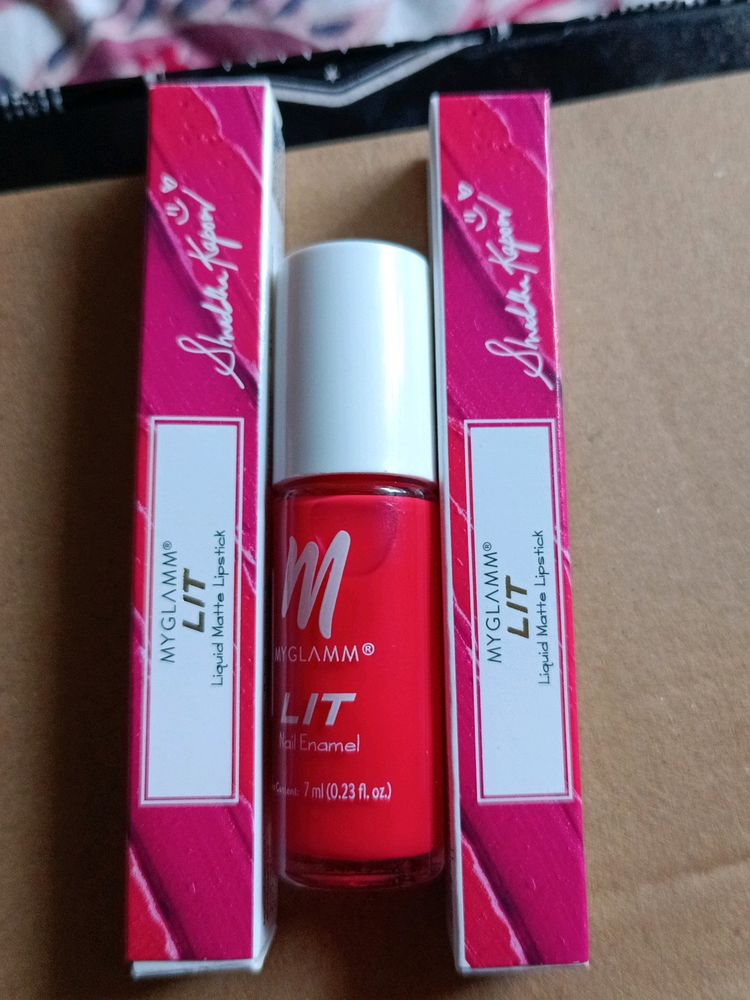 Shraddha Kapoor
MYGLAMM®
LIT
Liquid Matte Lipstick
M
MYGLAMM®
LIT
Nail Enamel
7 ml (0.23 fl. oz.)
Shraddha Kapoor
MYGLAMM®
LIT
Liquid Matte Lipstick